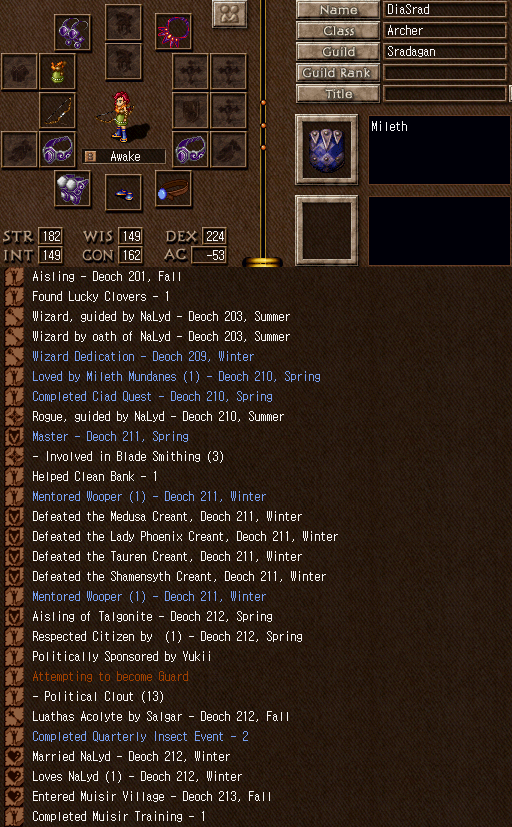 Name DiaSrad
Class Archer
Guild Sradagan
Guild Rank
Title
Mileth
Awake
STR 182 WIS 149 DEX 224
INT 149 CON 162 AC -53
Aisling - Deoch 201, Fall
Found Lucky Clovers - 1
Wizard, guided by NaLyd - Deoch 203, Summer
Wizard by oath of NaLyd - Deoch 203, Summer
Wizard Dedication - Deoch 209, Winter
Loved by Mileth Mundanes (1) - Deoch 210, Spring
Completed Ciad Quest - Deoch 210, Spring
Rogue, guided by NaLyd - Deoch 210, Summer
Master - Deoch 211, Spring
- Involved in Blade Smithing (3)
Helped Clean Bank - 1
Mentored Wooper (1) - Deoch 211, Winter
Defeated the Medusa Creant, Deoch 211, Winter
Defeated the Lady Phoenix Creant, Deoch 211, Winter
Defeated the Tauren Creant, Deoch 211, Winter
Defeated the Shamensyth Creant, Deoch 211, Winter
Mentored Wooper (1) - Deoch 211, Winter
Aisling of Talgonite - Deoch 212, Spring
Respected Citizen by (1) - Deoch 212, Spring
Politically Sponsored by Yukii
Attempting to become Guard
- Political Clout (13)
Luathas Acolyte by Salgar - Deoch 212, Fall
Completed Quarterly Insect Event - 2
Married NaLyd - Deoch 212, Winter
Loves NaLyd (1) - Deoch 212, Winter
Entered Muisir Village - Deoch 213, Fall
Completed Muisir Training - 1